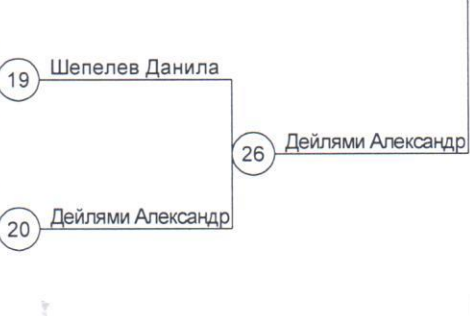 19 Шепелев Данила
26 Дейлями Александр
20 Дейлями Александр